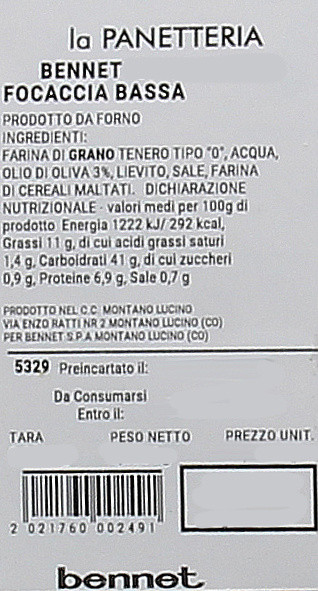 la PANETTERIA
BENNET
FOCACCIA BASSA
PRODOTTO DA FORNO
INGREDIENTI:
FARINA DI GRANO TENERO TIPO "0", ACQUA,
OLIO DI OLIVA 3%, LIEVITO, SALE, FARINA
DI CEREALI MALTATI. DICHIARAZIONE
NUTRIZIONALE - valori medi per 100g di
prodotto Energia 1222 kJ/ 292 kcal,
Grassi 11 g, di cui acidi grassi saturi
1,4 g, Carboidrati 41 g, di cui zuccheri
0,9 g, Proteine 6,9 g, Sale 0,7 g
PRODOTTO NEL C.C. MONTANO LUCINO
VIA ENZO RATTI NR 2 MONTANO LUCINO (CO)
PER BENNET S.P.A MONTANO LUCINO (CO)
5329 Preincartato il:
Da Consumarsi
Entro il:
TARA PESO NETTO PREZZO UNIT.
2 021760 002491
bennet